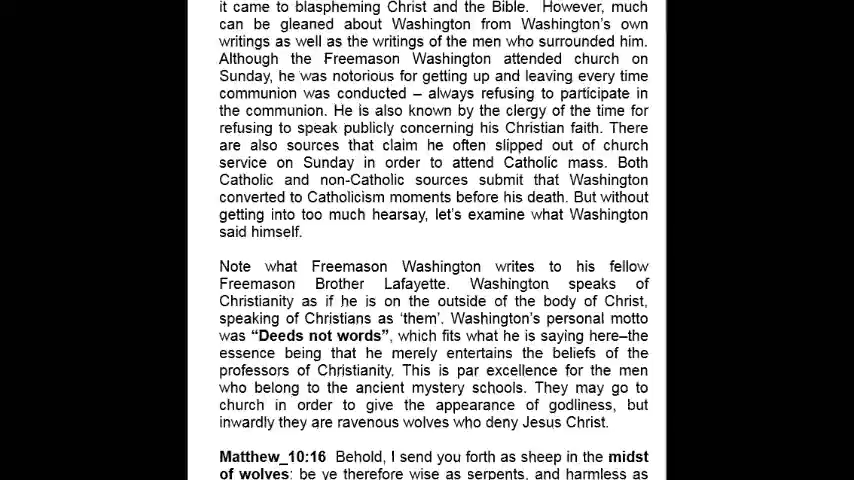 it came to blaspheming Christ and the Bible. However, much
can be gleaned about Washington from Washington's own
writings as well as the writings of the men who surrounded him.
Although the Freemason Washington attended church on
Sunday, he was notorious for getting up and leaving every time
communion was conducted – always refusing to participate in
the communion. He is also known by the clergy of the time for
refusing to speak publicly concerning his Christian faith. There
are also sources that claim he often slipped out of church
service on Sunday in order to attend Catholic mass. Both
Catholic and non-Catholic sources submit that Washington
converted to Catholicism moments before his death. But without
getting into too much hearsay, let's examine what Washington
said himself.
Note what Freemason Washington writes to his fellow
Freemason Brother Lafayette. Washington speaks of
Christianity as if he is on the outside of the body of Christ,
speaking of Christians as 'them'. Washington's personal motto
was “Deeds not words”, which fits what he is saying here–the
essence being that he merely entertains the beliefs of the
professors of Christianity. This is par excellence for the men
who belong to the ancient mystery schools. They may go to
church in order to give the appearance of godliness, but
inwardly they are ravenous wolves who deny Jesus Christ.
Matthew_10:16 Behold, I send you forth as sheep in the midst
of wolves: be ye therefore wise as serpents, and harmless as